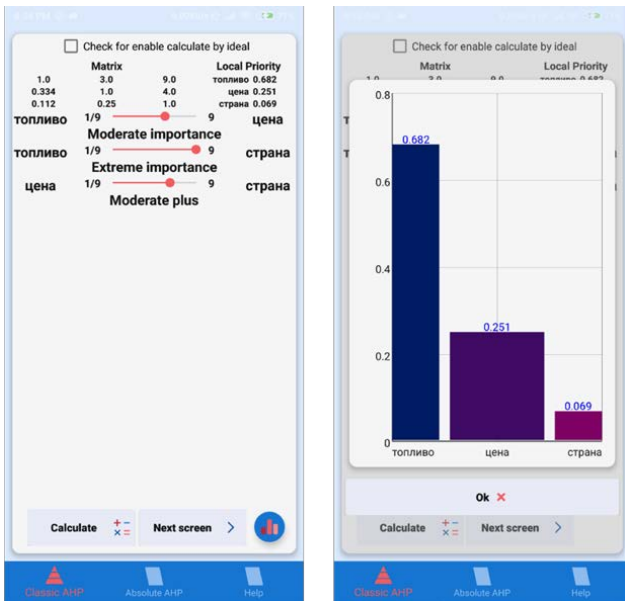 Check for enable calculate by ideal
Matrix Local Priority
1.0 3.0 9.0 топливо 0.682
0.334 1.0 4.0 цена 0.251
0.112 0.25 1.0 страна 0.069
топливо 1/9 9 цена
Moderate importance
топливо 1/9 9 страна
Extreme importance
цена 1/9 9 страна
Moderate plus
Calculate Next screen
Classic AHP Absolute AHP Help
Check for enable calculate by ideal
Matrix Local Priority
0.8
0.682
0.6
0.4
0.251
0.2
0.069
0
топливо цена страна
Ok
Calculate Next screen
Classic AHP Absolute AHP Help